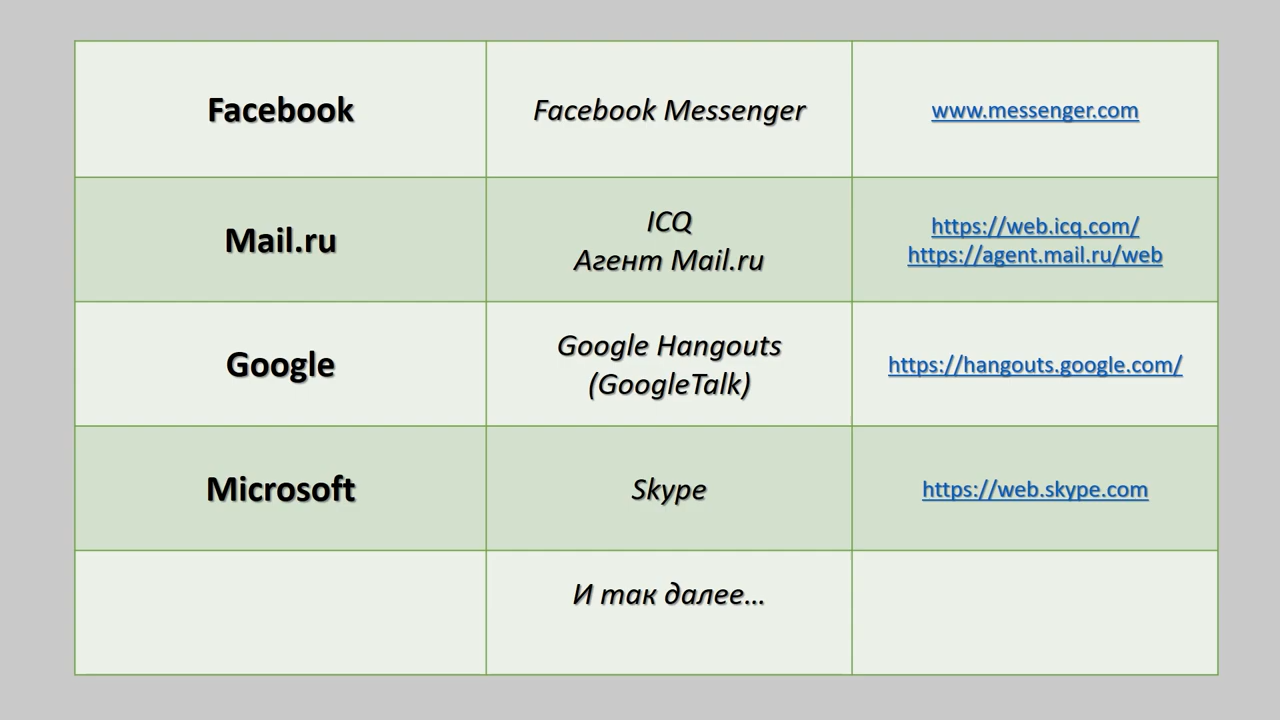 Facebook
Facebook Messenger
www.messenger.com
Mail.ru
ICQ
Агент Mail.ru
https://web.icq.com/
https://agent.mail.ru/web
Google
Google Hangouts
(GoogleTalk)
https://hangouts.google.com/
Microsoft
Skype
https://web.skype.com
И так далее...